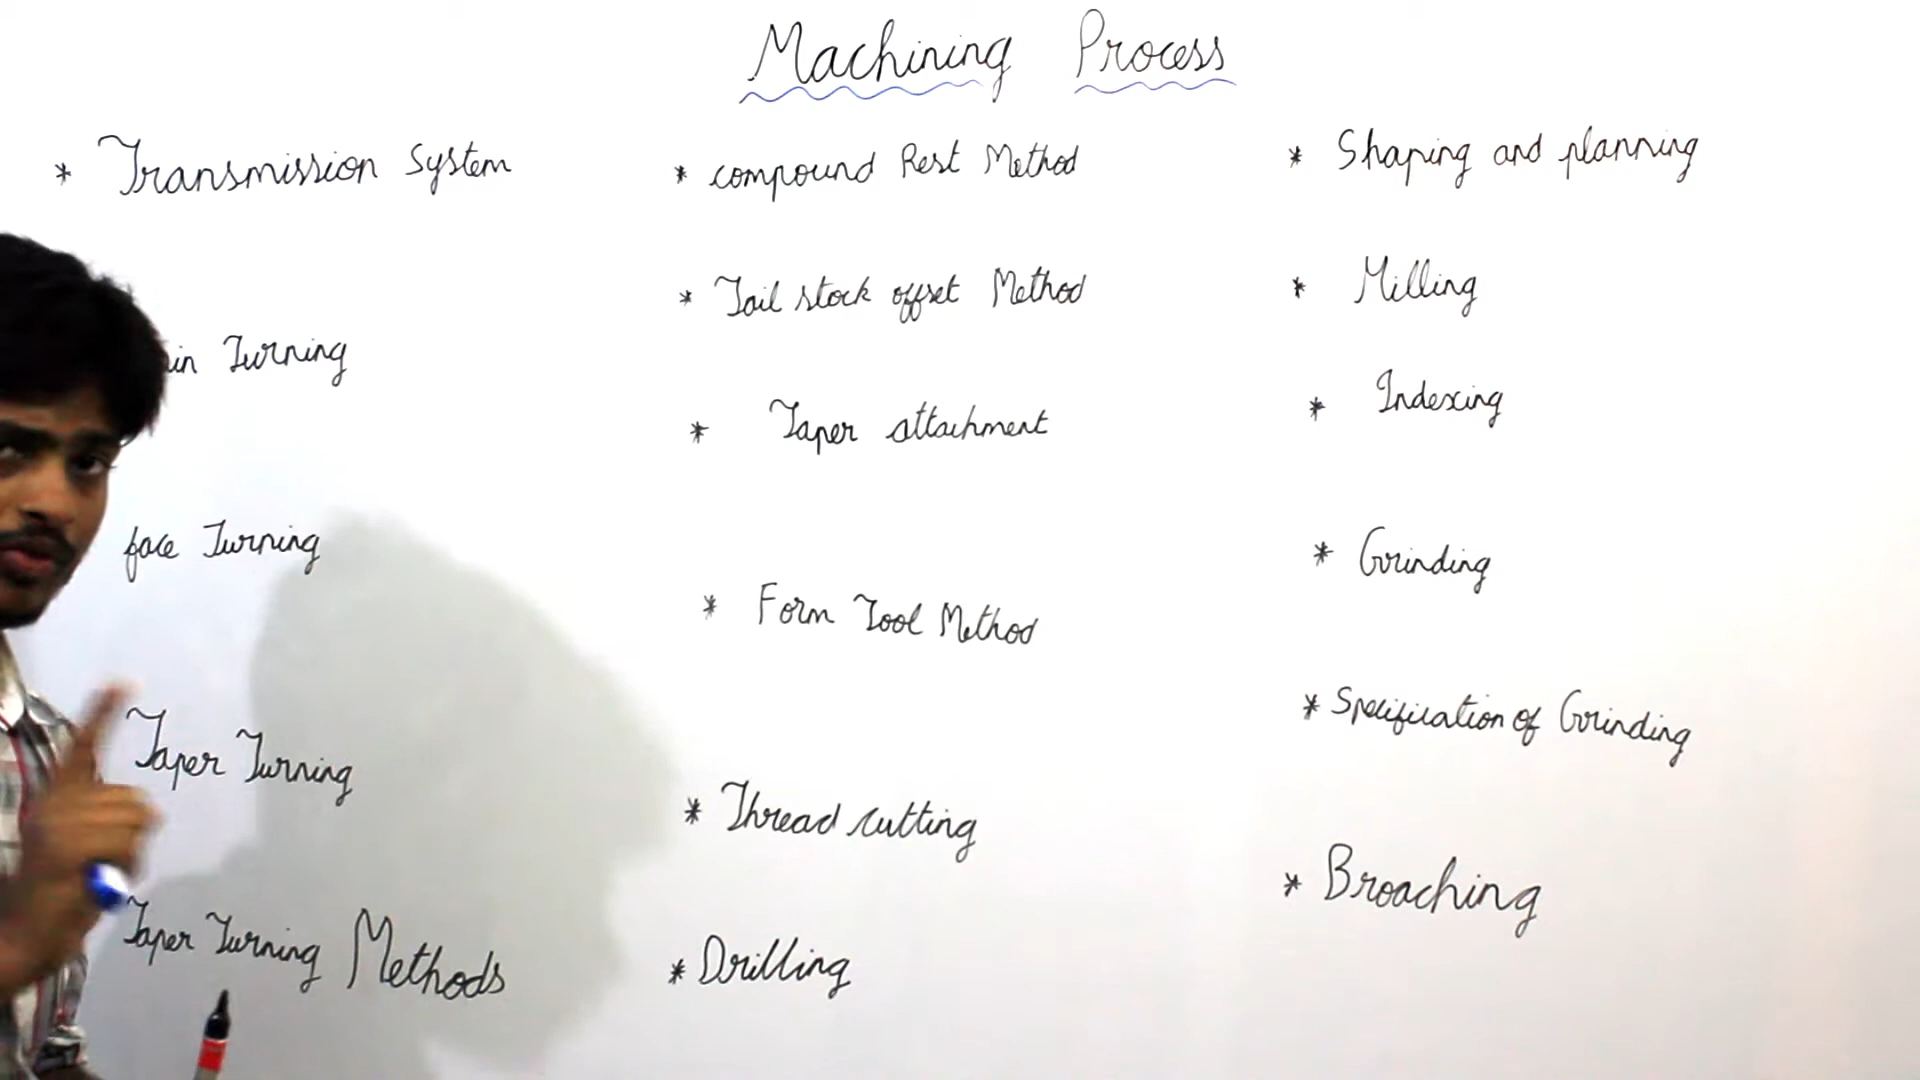 Machining Process
* Transmission System
in Turning
face Turning
Taper Turning
Taper Turning Methods
* compound Rest Method
* Tail stock offset Method
* Taper attachment
* Form Tool Method
* Thread cutting
* Drilling
* Shaping and planning
* Milling
* Indexing
* Grinding
* Specification of Grinding
* Broaching